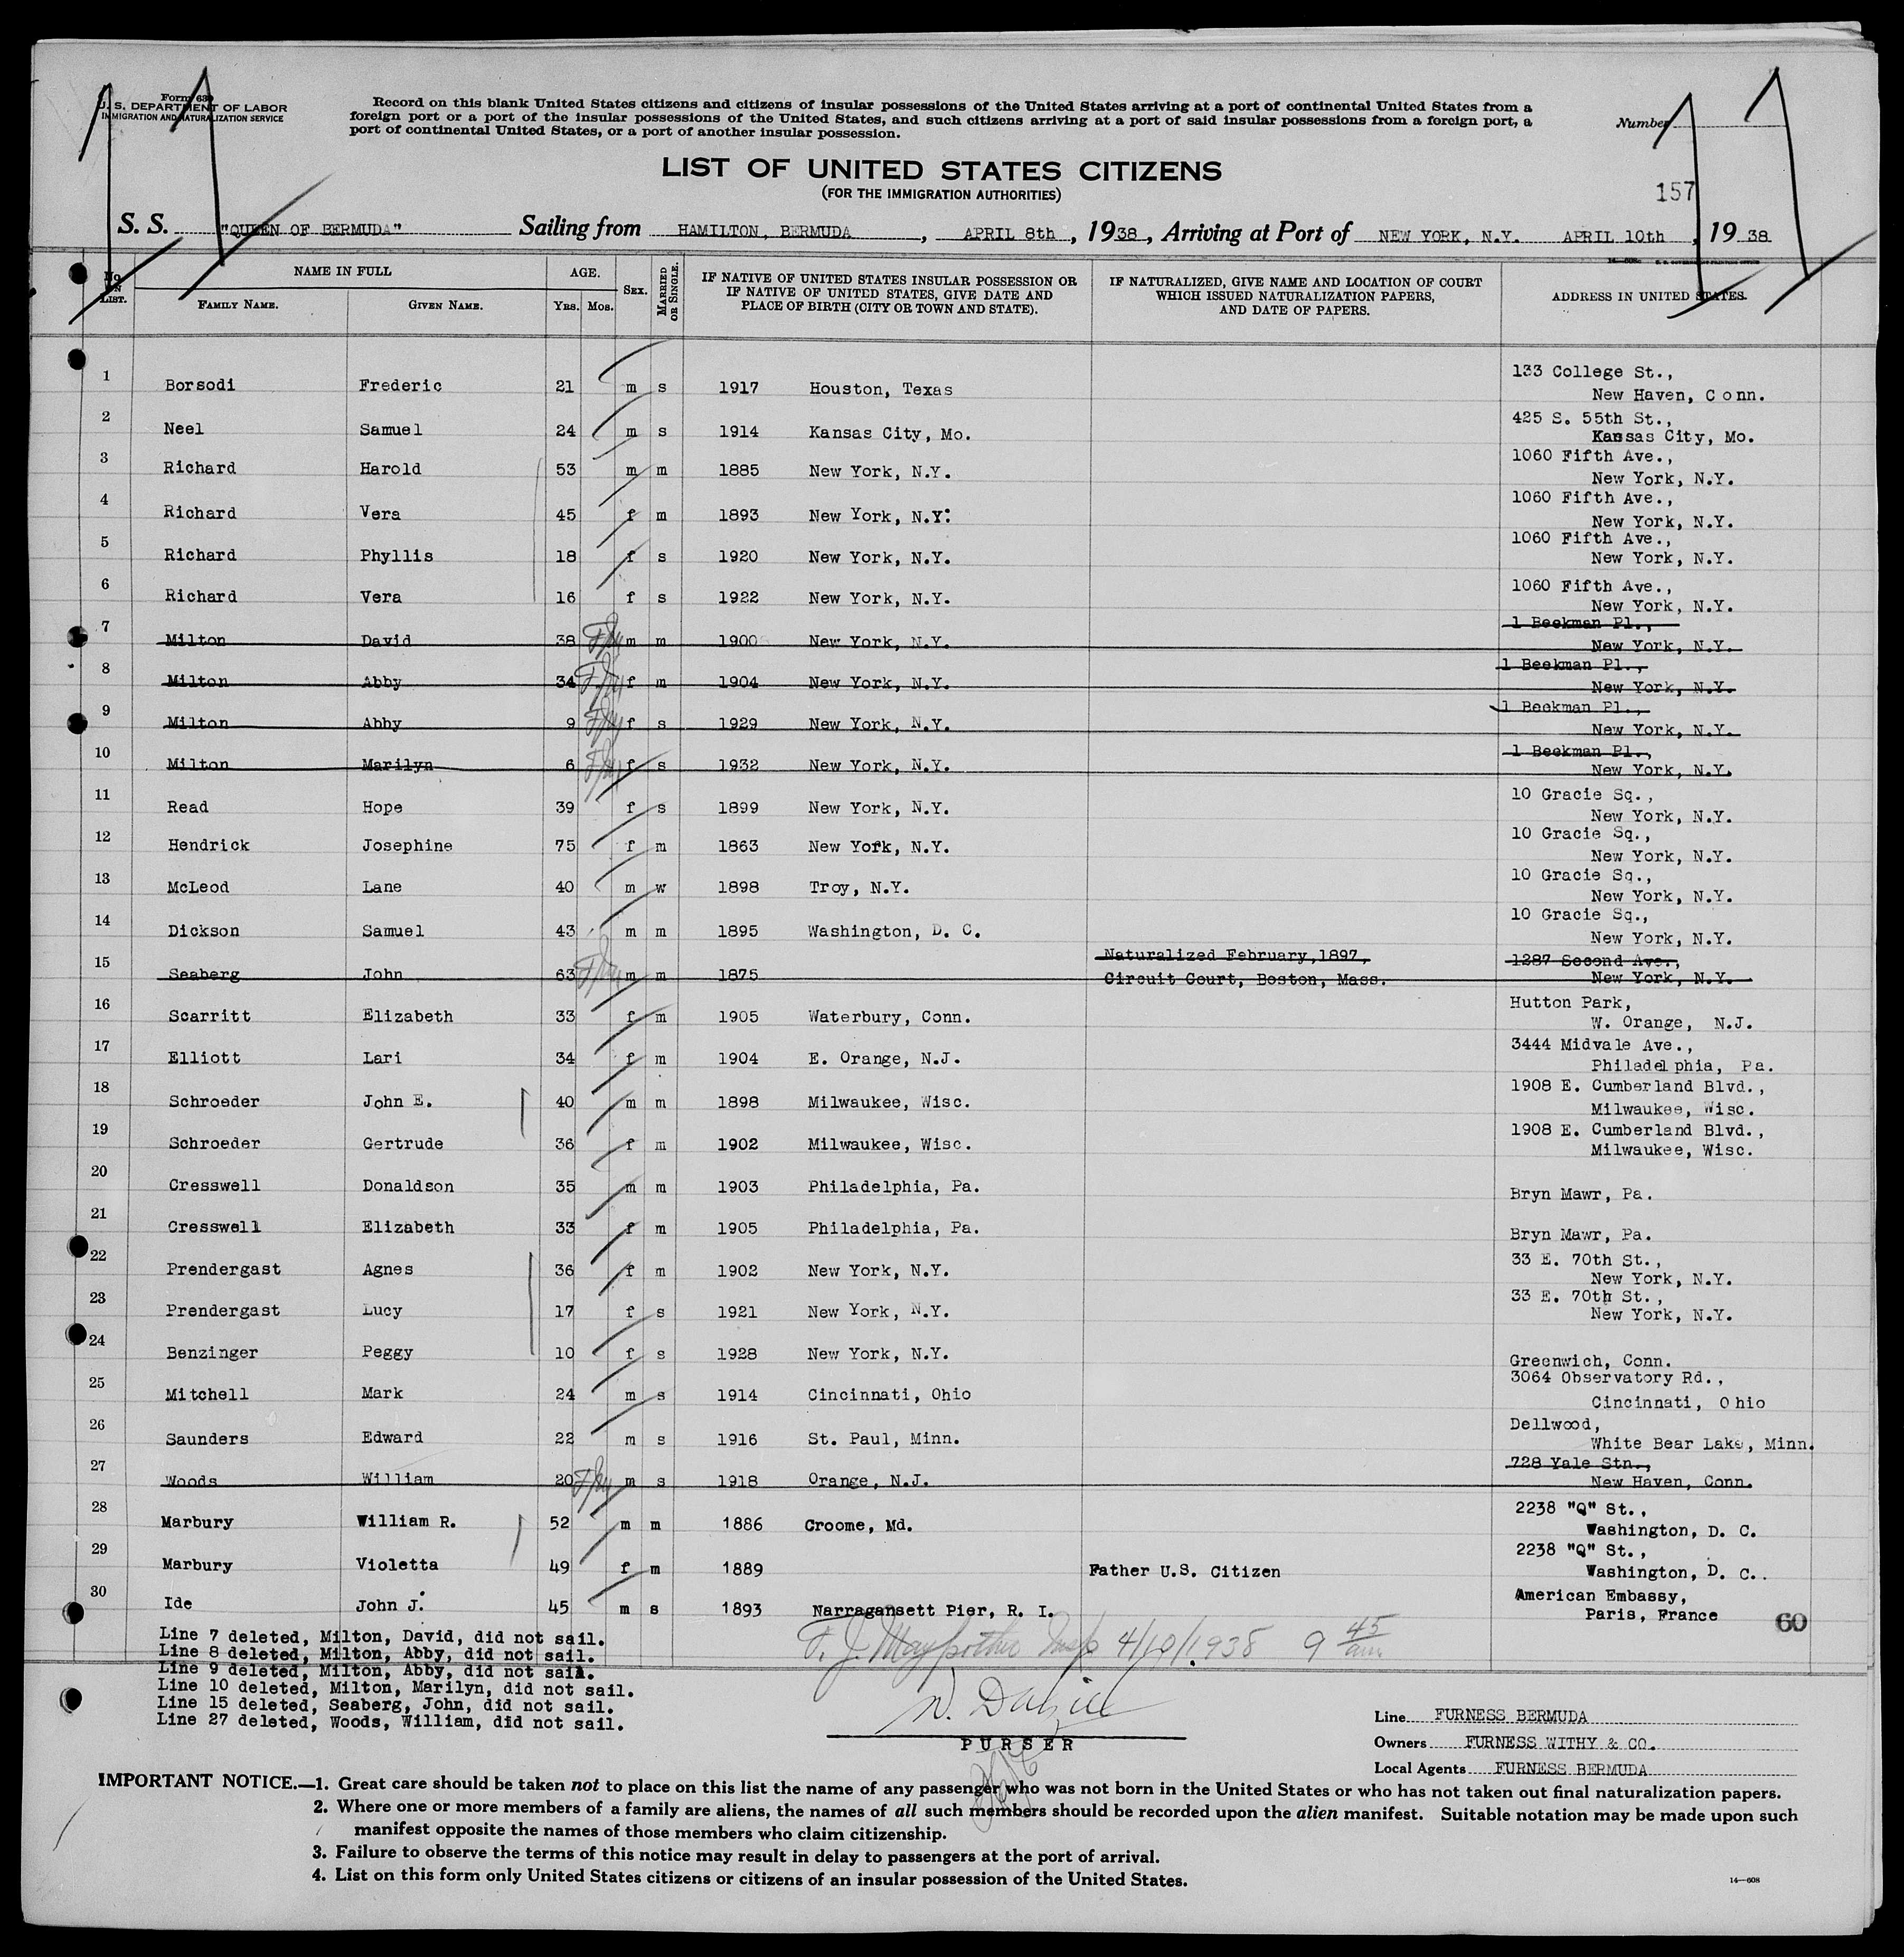 Form 630
U. S. DEPARTMENT OF LABOR
IMMIGRATION AND NATURALIZATION SERVICE
11
11
Record on this blank United States citizens and citizens of insular possessions of the United States arriving at a port of continental United States from a
foreign port or a port of the insular possessions of the United States, and such citizens arriving at a port of said insular possessions from a foreign port, a
port of continental United States, or a port of another insular possession.
Number
LIST OF UNITED STATES CITIZENS
(FOR THE IMMIGRATION AUTHORITIES)
157
S. S. "QUEEN OF BERMUDA" Sailing from HAMILTON, BERMUDA, APRIL 8th, 1938, Arriving at Port of NEW YORK, N.Y. APRIL 10th, 1938
No. ON LIST. NAME IN FULL FAMILY NAME. GIVEN NAME. AGE. YRS. MOS. SEX. MARRIED OR SINGLE. IF NATIVE OF UNITED STATES INSULAR POSSESSION OR IF NATIVE OF UNITED STATES, GIVE DATE AND PLACE OF BIRTH (CITY OR TOWN AND STATE). IF NATURALIZED, GIVE NAME AND LOCATION OF COURT WHICH ISSUED NATURALIZATION PAPERS, AND DATE OF PAPERS. ADDRESS IN UNITED STATES.
1 Borsodi Frederic 21 m s 1917 Houston, Texas 133 College St., New Haven, Conn.
2 Neel Samuel 24 m s 1914 Kansas City, Mo. 425 S. 55th St., Kansas City, Mo.
3 Richard Harold 53 m m 1885 New York, N.Y. 1060 Fifth Ave., New York, N.Y.
4 Richard Vera 45 f m 1893 New York, N.Y. 1060 Fifth Ave., New York, N.Y.
5 Richard Phyllis 18 f s 1920 New York, N.Y. 1060 Fifth Ave., New York, N.Y.
6 Richard Vera 16 f s 1922 New York, N.Y. 1060 Fifth Ave., New York, N.Y.
7 Milton David 38 m m 1900 New York, N.Y. 1 Beekman Pl., New York, N.Y.
8 Milton Abby 34 f m 1904 New York, N.Y. 1 Beekman Pl., New York, N.Y.
9 Milton Abby 9 f s 1929 New York, N.Y. 1 Beekman Pl., New York, N.Y.
10 Milton Marilyn 6 f s 1932 New York, N.Y. 1 Beekman Pl., New York, N.Y.
11 Read Hope 39 f s 1899 New York, N.Y. 10 Gracie Sq., New York, N.Y.
12 Hendrick Josephine 75 f m 1863 New York, N.Y. 10 Gracie Sq., New York, N.Y.
13 McLeod Lane 40 m w 1898 Troy, N.Y. 10 Gracie Sq., New York, N.Y.
14 Dickson Samuel 43 m m 1895 Washington, D. C. 10 Gracie Sq., New York, N.Y.
15 Seaberg John 63 m m 1875 Naturalized February, 1897, Circuit Court, Boston, Mass. 1287 Second Ave., New York, N.Y.
16 Scarritt Elizabeth 33 f m 1905 Waterbury, Conn. Hutton Park, W. Orange, N.J.
17 Elliott Lari 34 f m 1904 E. Orange, N.J. 3444 Midvale Ave., Philadelphia, Pa.
18 Schroeder John E. 40 m m 1898 Milwaukee, Wisc. 1908 E. Cumberland Blvd., Milwaukee, Wisc.
19 Schroeder Gertrude 36 f m 1902 Milwaukee, Wisc. 1908 E. Cumberland Blvd., Milwaukee, Wisc.
20 Cresswell Donaldson 35 m m 1903 Philadelphia, Pa. Bryn Mawr, Pa.
21 Cresswell Elizabeth 33 f m 1905 Philadelphia, Pa. Bryn Mawr, Pa.
22 Prendergast Agnes 36 f m 1902 New York, N.Y. 33 E. 70th St., New York, N.Y.
23 Prendergast Lucy 17 f s 1921 New York, N.Y. 33 E. 70th St., New York, N.Y.
24 Benzinger Peggy 10 f s 1928 New York, N.Y. Greenwich, Conn.
25 Mitchell Mark 24 m s 1914 Cincinnati, Ohio 3064 Observatory Rd., Cincinnati, Ohio
26 Saunders Edward 22 m s 1916 St. Paul, Minn. Dellwood, White Bear Lake, Minn.
27 Woods William 20 m s 1918 Orange, N.J. 728 Yale Stn., New Haven, Conn.
28 Marbury William R. 52 m m 1886 Croome, Md. 2238 "Q" St., Washington, D. C.
29 Marbury Violetta 49 f m 1889 Father U.S. Citizen 2238 "Q" St., Washington, D. C.
30 Ide John J. 45 m s 1893 Narragansett Pier, R. I. American Embassy, Paris, France
60
Line 7 deleted, Milton, David, did not sail.
Line 8 deleted, Milton, Abby, did not sail.
Line 9 deleted, Milton, Abby, did not sail.
Line 10 deleted, Milton, Marilyn, did not sail.
Line 15 deleted, Seaberg, John, did not sail.
Line 27 deleted, Woods, William, did not sail.
F. J. Insp 4/10/1938 9 45 am
PURSER
Line FURNESS BERMUDA
Owners FURNESS WITHY & CO.
Local Agents FURNESS BERMUDA
IMPORTANT NOTICE.—1. Great care should be taken not to place on this list the name of any passenger who was not born in the United States or who has not taken out final naturalization papers.
2. Where one or more members of a family are aliens, the names of all such members should be recorded upon the alien manifest. Suitable notation may be made upon such
manifest opposite the names of those members who claim citizenship.
3. Failure to observe the terms of this notice may result in delay to passengers at the port of arrival.
4. List on this form only United States citizens or citizens of an insular possession of the United States.
14—608